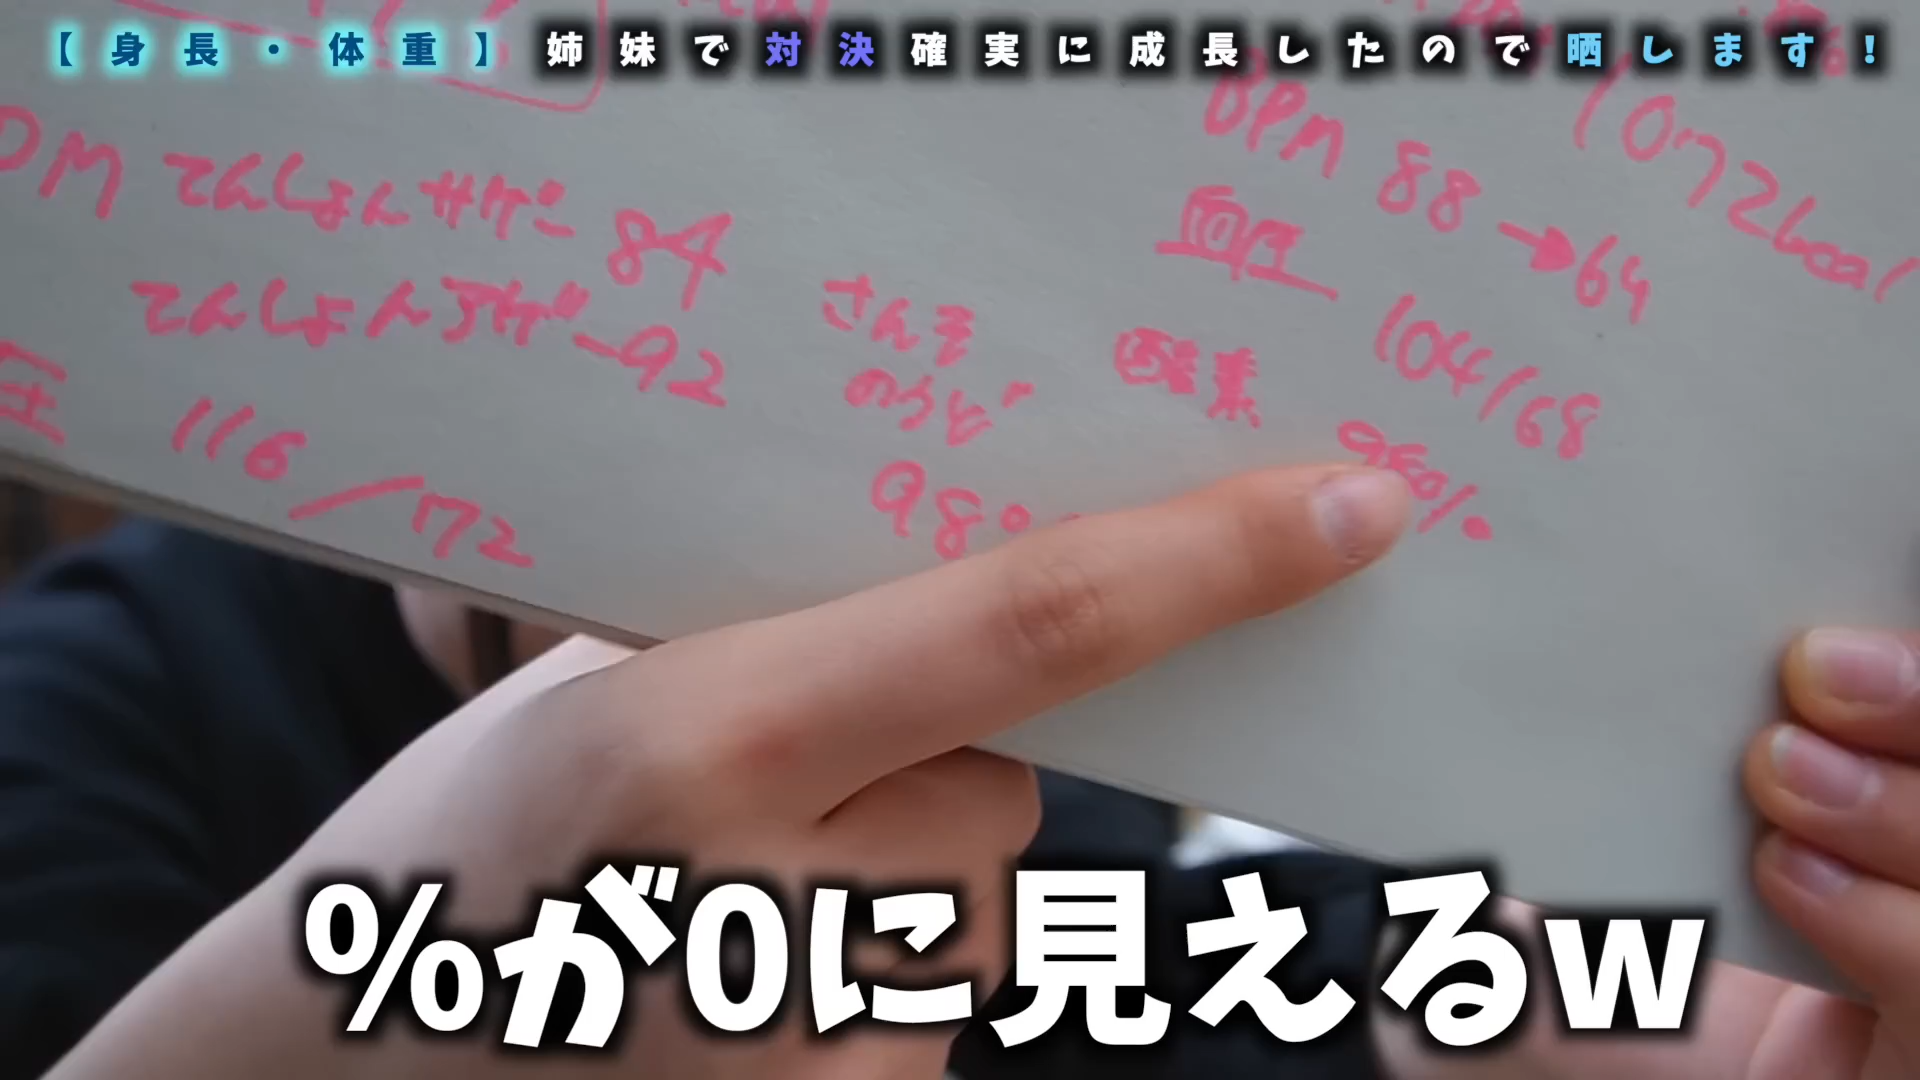 【身長・体重】姉妹で対決確実に成長したので晒します！
BPM 88→64
てんしょんサゲー 84
てんしょんアゲー 92
血圧 104/68
さんそ
のうど
98%
酸素 98%
圧 116/72
%が0に見えるw